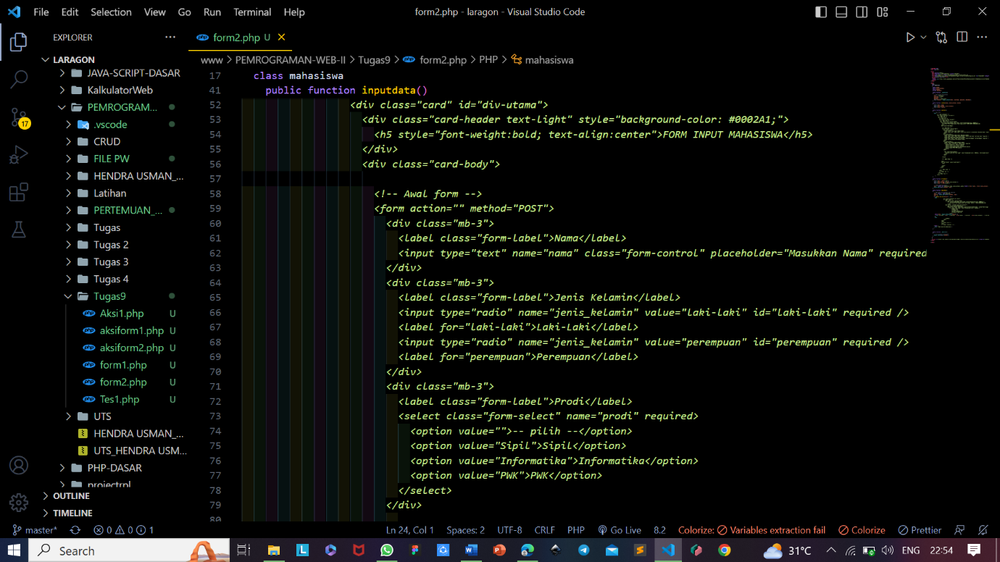 File Edit Selection View Go Run Terminal Help
form2.php - laragon - Visual Studio Code
EXPLORER
LARAGON
JAVA-SCRIPT-DASAR
KalkulatorWeb
PEMROGRAM...
.vscode
CRUD
FILE PW
HENDRA USMAN_...
Latihan
PERTEMUAN_...
Tugas
Tugas 2
Tugas 3
Tugas 4
Tugas9
Aksi1.php U
aksiform1.php U
aksiform2.php U
form1.php U
form2.php U
Tes1.php U
UTS
HENDRA USMAN_...
UTS_HENDRA USM...
PHP-DASAR
projectrpl
OUTLINE
TIMELINE
17
form2.php U
www > PEMROGRAMAN-WEB-II > Tugas9 > form2.php > PHP > mahasiswa
17 class mahasiswa
41 public function inputdata()
52 <div class="card" id="div-utama">
53 <div class="card-header text-light" style="background-color: #0002A1;">
54 <h5 style="font-weight:bold; text-align:center">FORM INPUT MAHASISWA</h5>
55 </div>
56 <div class="card-body">
57
58 <!-- Awal form -->
59 <form action="" method="POST">
60 <div class="mb-3">
61 <label class="form-label">Nama</label>
62 <input type="text" name="nama" class="form-control" placeholder="Masukkan Nama" required
63 </div>
64 <div class="mb-3">
65 <label class="form-label">Jenis Kelamin</label>
66 <input type="radio" name="jenis_kelamin" value="laki-laki" id="laki-laki" required />
67 <label for="laki-laki">Laki-Laki</label>
68 <input type="radio" name="jenis_kelamin" value="perempuan" id="perempuan" required />
69 <label for="perempuan">Perempuan</label>
70 </div>
71 <div class="mb-3">
72 <label class="form-label">Prodi</label>
73 <select class="form-select" name="prodi" required>
74 <option value="">-- pilih --</option>
75 <option value="Sipil">Sipil</option>
76 <option value="Informatika">Informatika</option>
77 <option value="PWK">PWK</option>
78 </select>
79 </div>
80
master* 0 0 1 Ln 24, Col 1 Spaces: 2 UTF-8 CRLF PHP Go Live 8.2 Colorize: Variables extraction fail Colorize Prettier
Search 31°C ENG 22:54